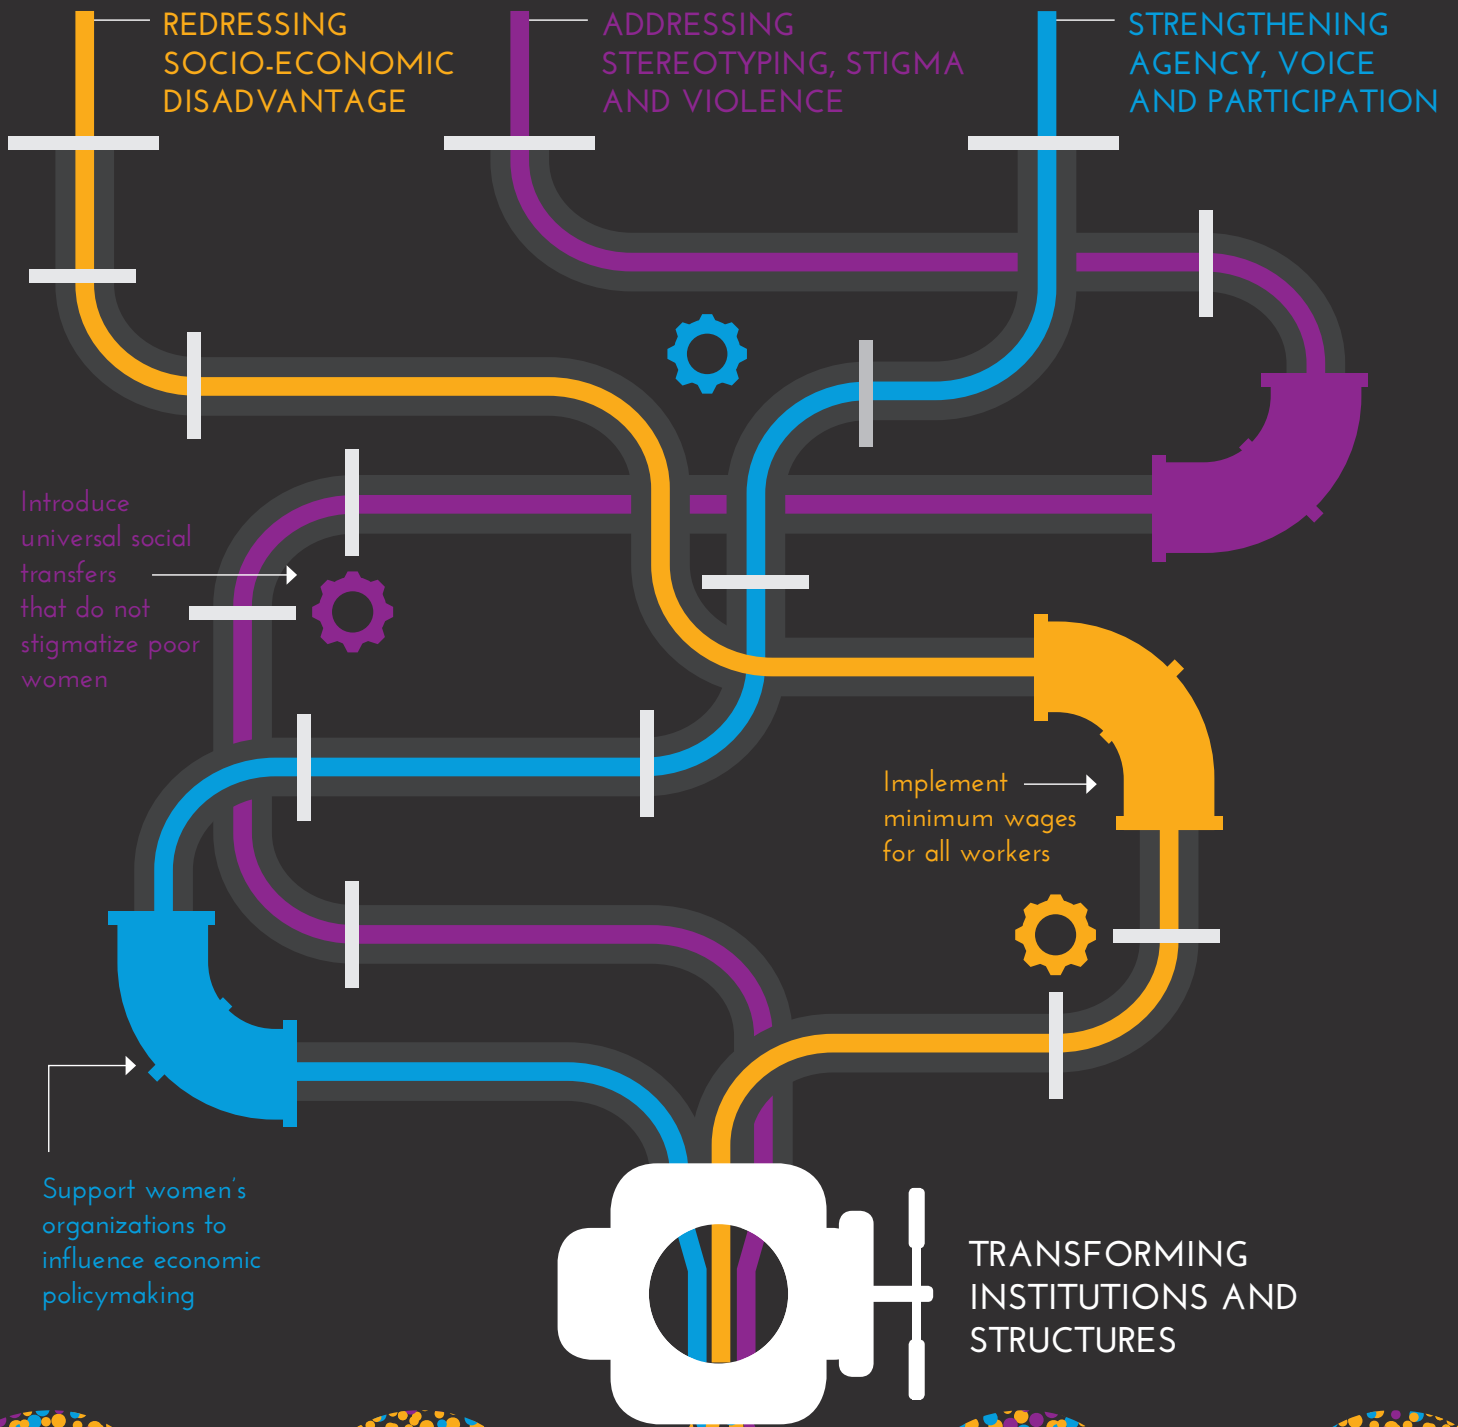 REDRESSING
SOCIO-ECONOMIC
DISADVANTAGE
ADDRESSING
STEREOTYPING, STIGMA
AND VIOLENCE
STRENGTHENING
AGENCY, VOICE
AND PARTICIPATION
Introduce
universal social
transfers
that do not
stigmatize poor
women
Implement
minimum wages
for all workers
Support women's
organizations to
influence economic
policymaking
TRANSFORMING
INSTITUTIONS AND
STRUCTURES